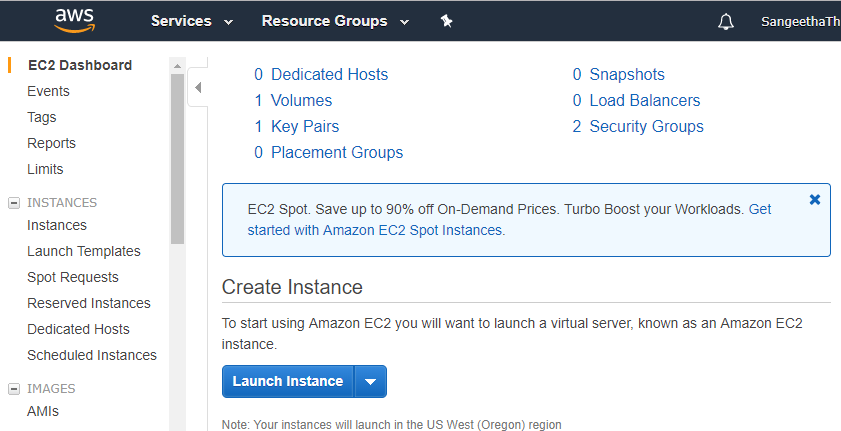 aws
Services
Resource Groups
SangeethaTh
EC2 Dashboard
Events
Tags
Reports
Limits
INSTANCES
Instances
Launch Templates
Spot Requests
Reserved Instances
Dedicated Hosts
Scheduled Instances
IMAGES
AMIs
0 Dedicated Hosts
1 Volumes
1 Key Pairs
0 Placement Groups
0 Snapshots
0 Load Balancers
2 Security Groups
EC2 Spot. Save up to 90% off On-Demand Prices. Turbo Boost your Workloads. Get
started with Amazon EC2 Spot Instances.
Create Instance
To start using Amazon EC2 you will want to launch a virtual server, known as an Amazon EC2
instance.
Launch Instance
Note: Your instances will launch in the US West (Oregon) region